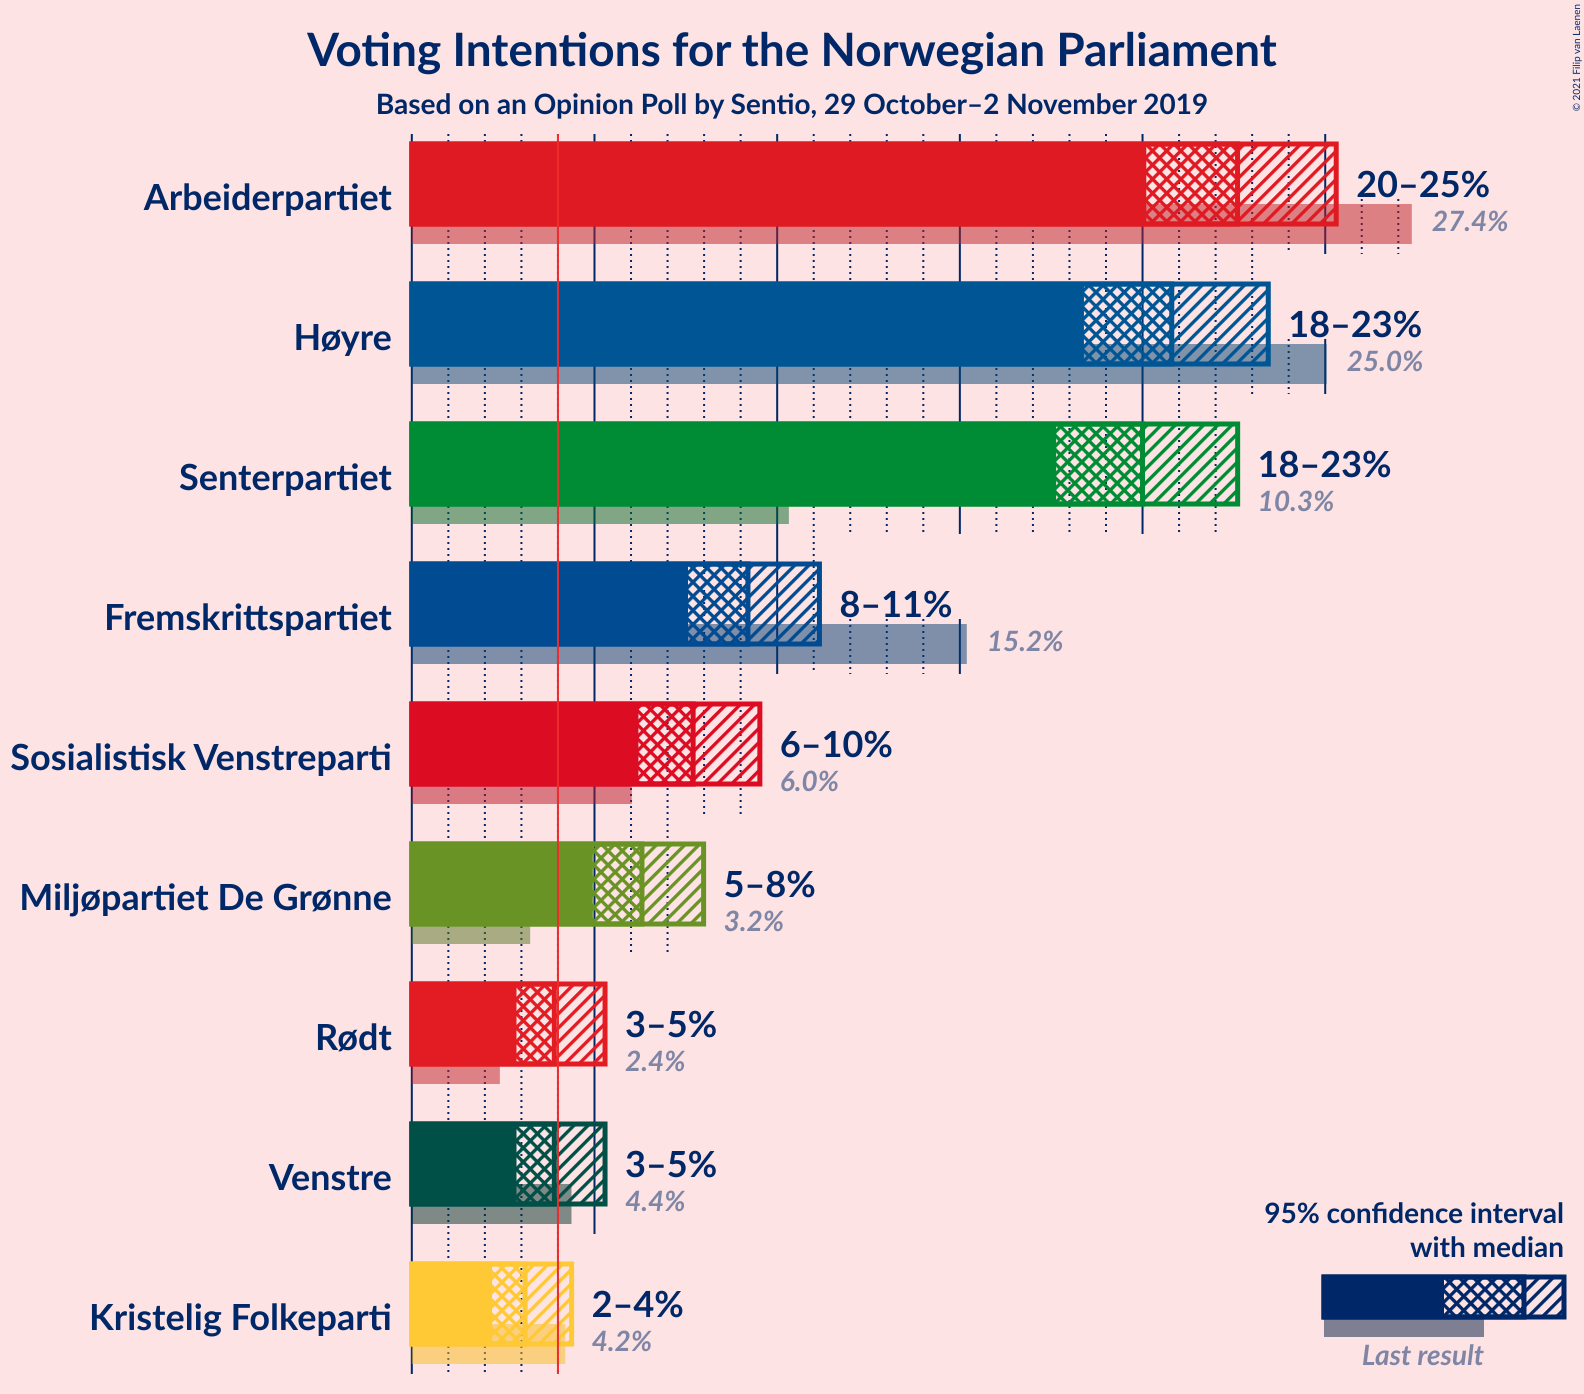 Voting Intentions for the Norwegian Parliament
Based on an Opinion Poll by Sentio, 29 October–2 November 2019
© 2021 Filip van Laenen
Arbeiderpartiet
20–25%
27.4%
Høyre
18–23%
25.0%
Senterpartiet
18–23%
10.3%
Fremskrittspartiet
8–11%
15.2%
Sosialistisk Venstreparti
6–10%
6.0%
Miljøpartiet De Grønne
5–8%
3.2%
Rødt
3–5%
2.4%
Venstre
3–5%
4.4%
Kristelig Folkeparti
2–4%
4.2%
95% confidence interval
with median
Last result